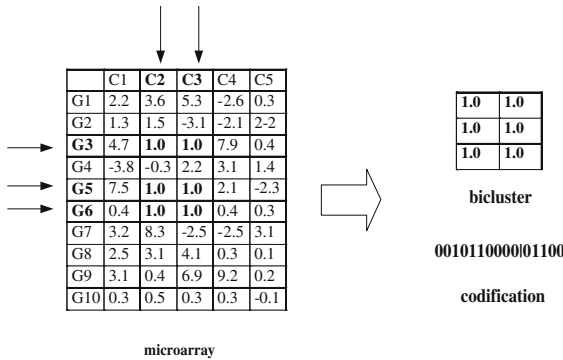 C1 C2 C3 C4 C5
G1 2.2 3.6 5.3 -2.6 0.3
G2 1.3 1.5 -3.1 -2.1 2-2
G3 4.7 1.0 1.0 7.9 0.4
G4 -3.8 -0.3 2.2 3.1 1.4
G5 7.5 1.0 1.0 2.1 -2.3
G6 0.4 1.0 1.0 0.4 0.3
G7 3.2 8.3 -2.5 -2.5 3.1
G8 2.5 3.1 4.1 0.3 0.1
G9 3.1 0.4 6.9 9.2 0.2
G10 0.3 0.5 0.3 0.3 -0.1
microarray
1.0 1.0
1.0 1.0
1.0 1.0
bicluster
0010110000|01100
codification